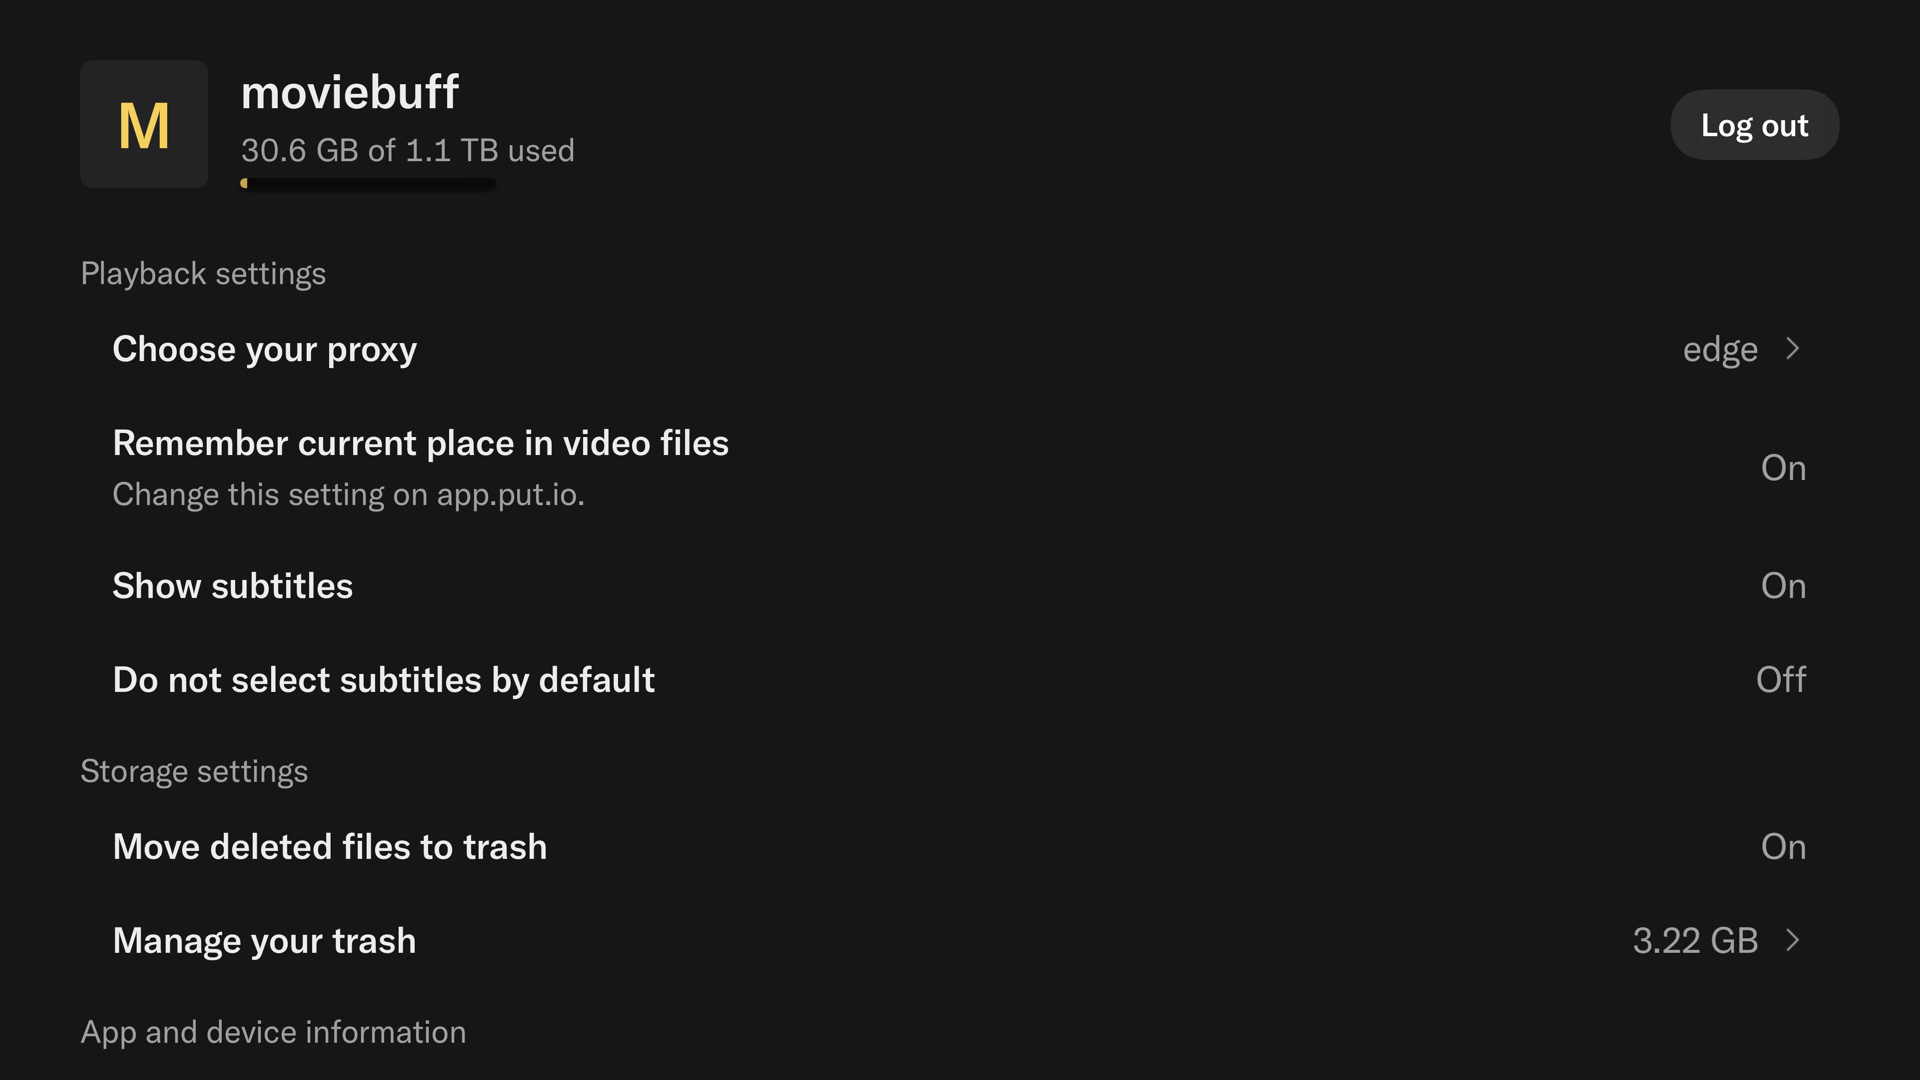 M
moviebuff
30.6 GB of 1.1 TB used
Log out
Playback settings
Choose your proxy edge
Remember current place in video files
Change this setting on app.put.io.
On
Show subtitles On
Do not select subtitles by default Off
Storage settings
Move deleted files to trash On
Manage your trash 3.22 GB
App and device information